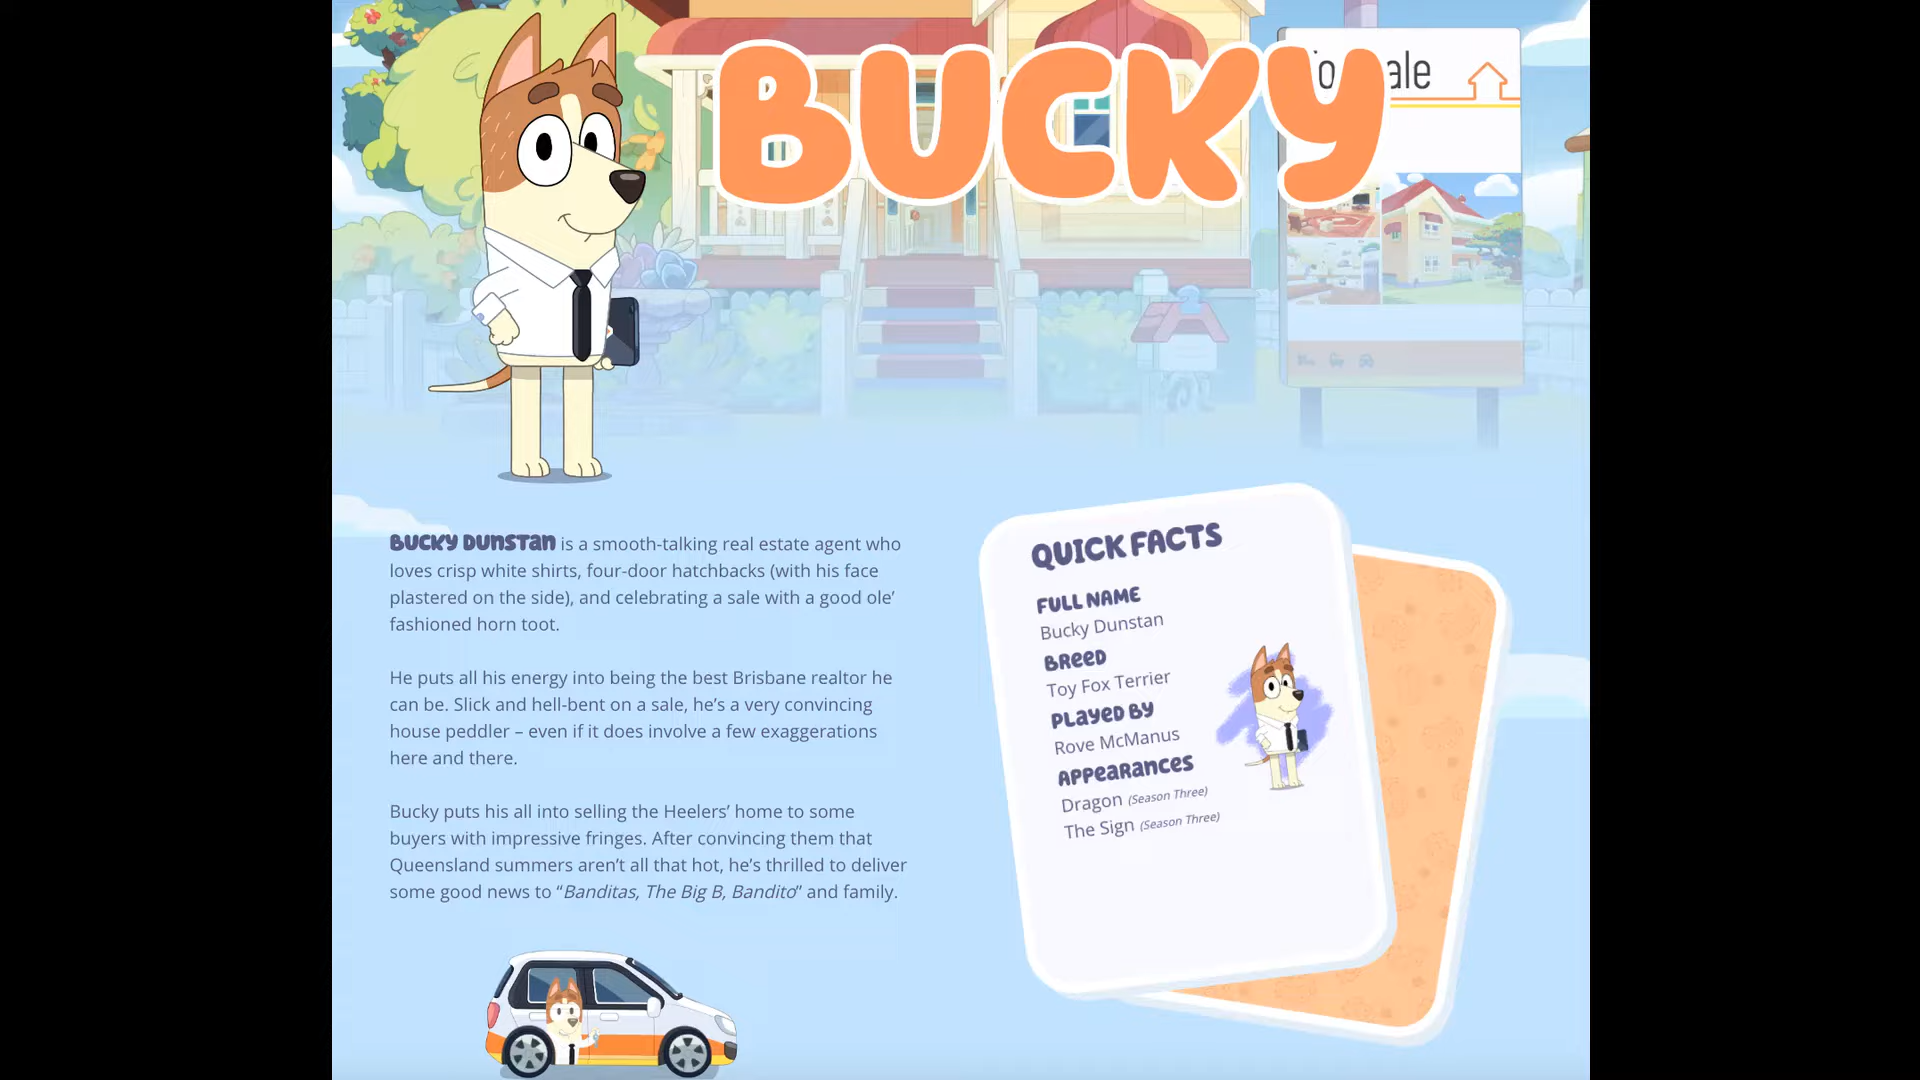 BUCKY
ale
BUCKY DUNSTAN is a smooth-talking real estate agent who
loves crisp white shirts, four-door hatchbacks (with his face
plastered on the side), and celebrating a sale with a good ole’
fashioned horn toot.
He puts all his energy into being the best Brisbane realtor he
can be. Slick and hell-bent on a sale, he’s a very convincing
house peddler – even if it does involve a few exaggerations
here and there.
Bucky puts his all into selling the Heelers’ home to some
buyers with impressive fringes. After convincing them that
Queensland summers aren’t all that hot, he’s thrilled to deliver
some good news to “Banditas, The Big B, Bandito” and family.
QUICK FACTS
FULL NAME
Bucky Dunstan
BREED
Toy Fox Terrier
PLAYED BY
Rove McManus
APPEARANCES
Dragon (Season Three)
The Sign (Season Three)